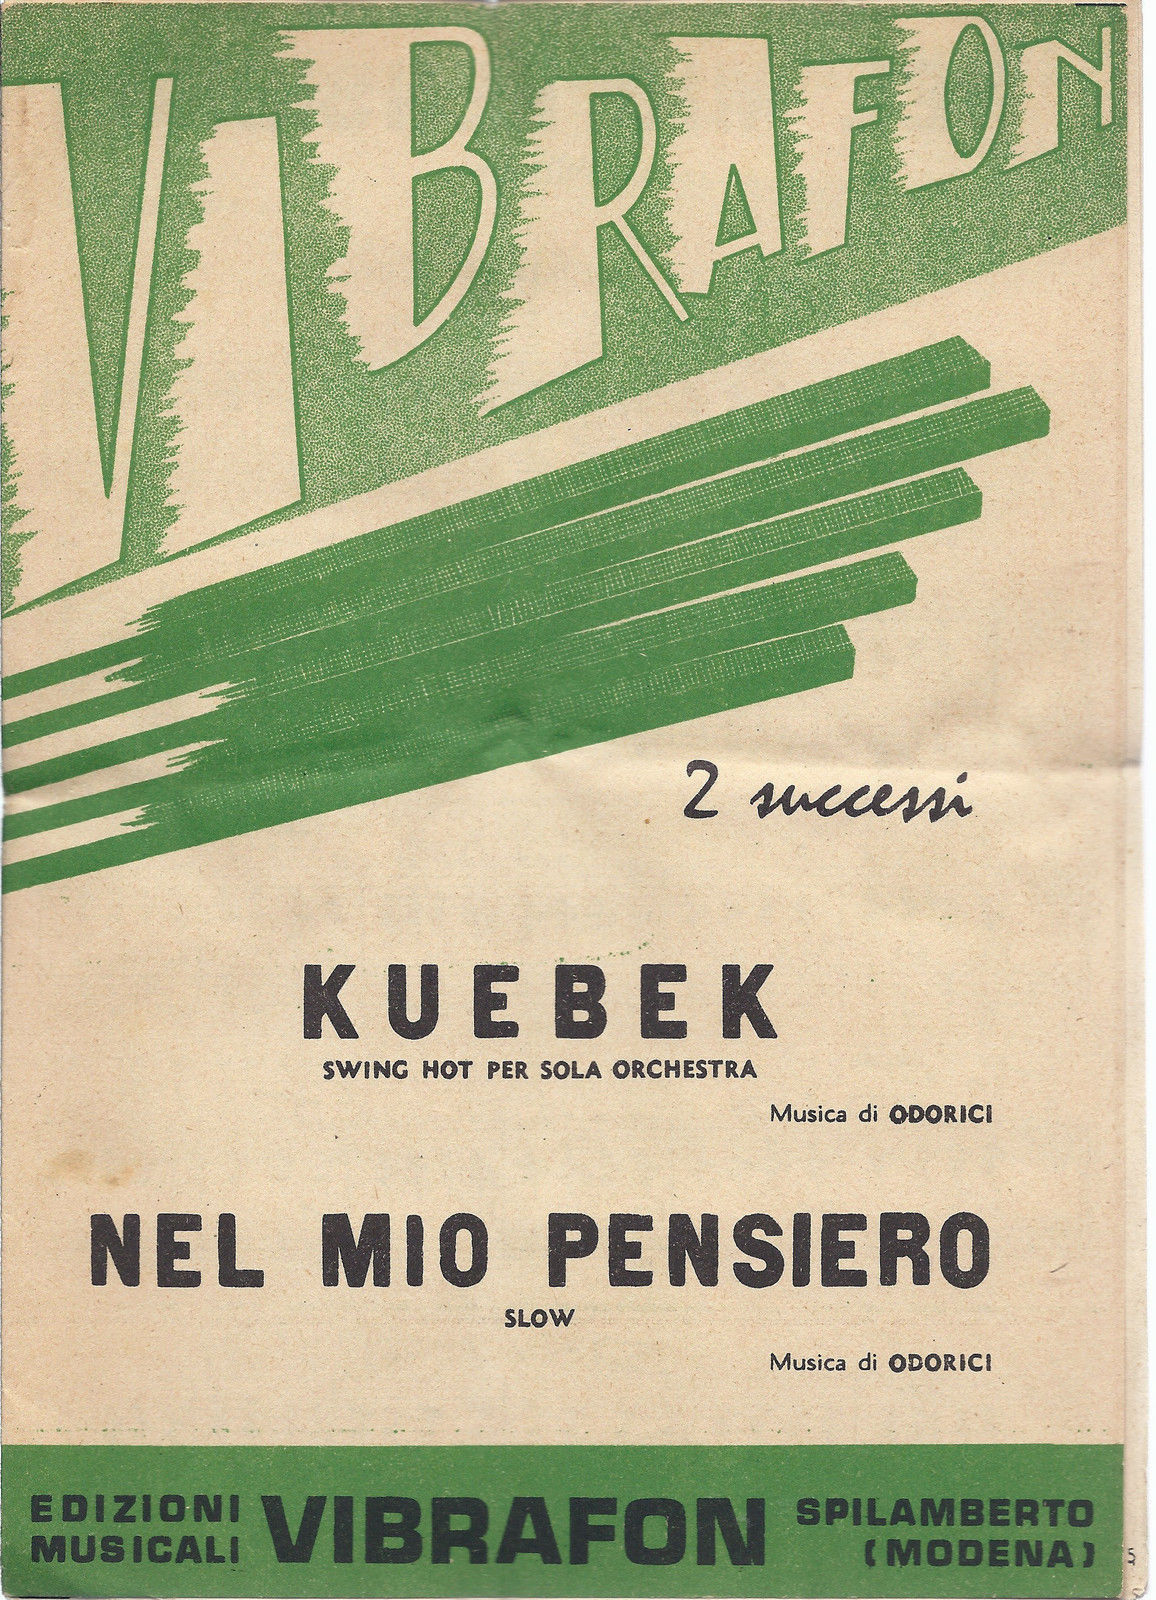 VIBRAFON
2 successi
KUEBEK
SWING HOT PER SOLA ORCHESTRA
Musica di ODORICI
NEL MIO PENSIERO
SLOW
Musica di ODORICI
EDIZIONI
MUSICALI
VIBRAFON
SPILAMBERTO
(MODENA)